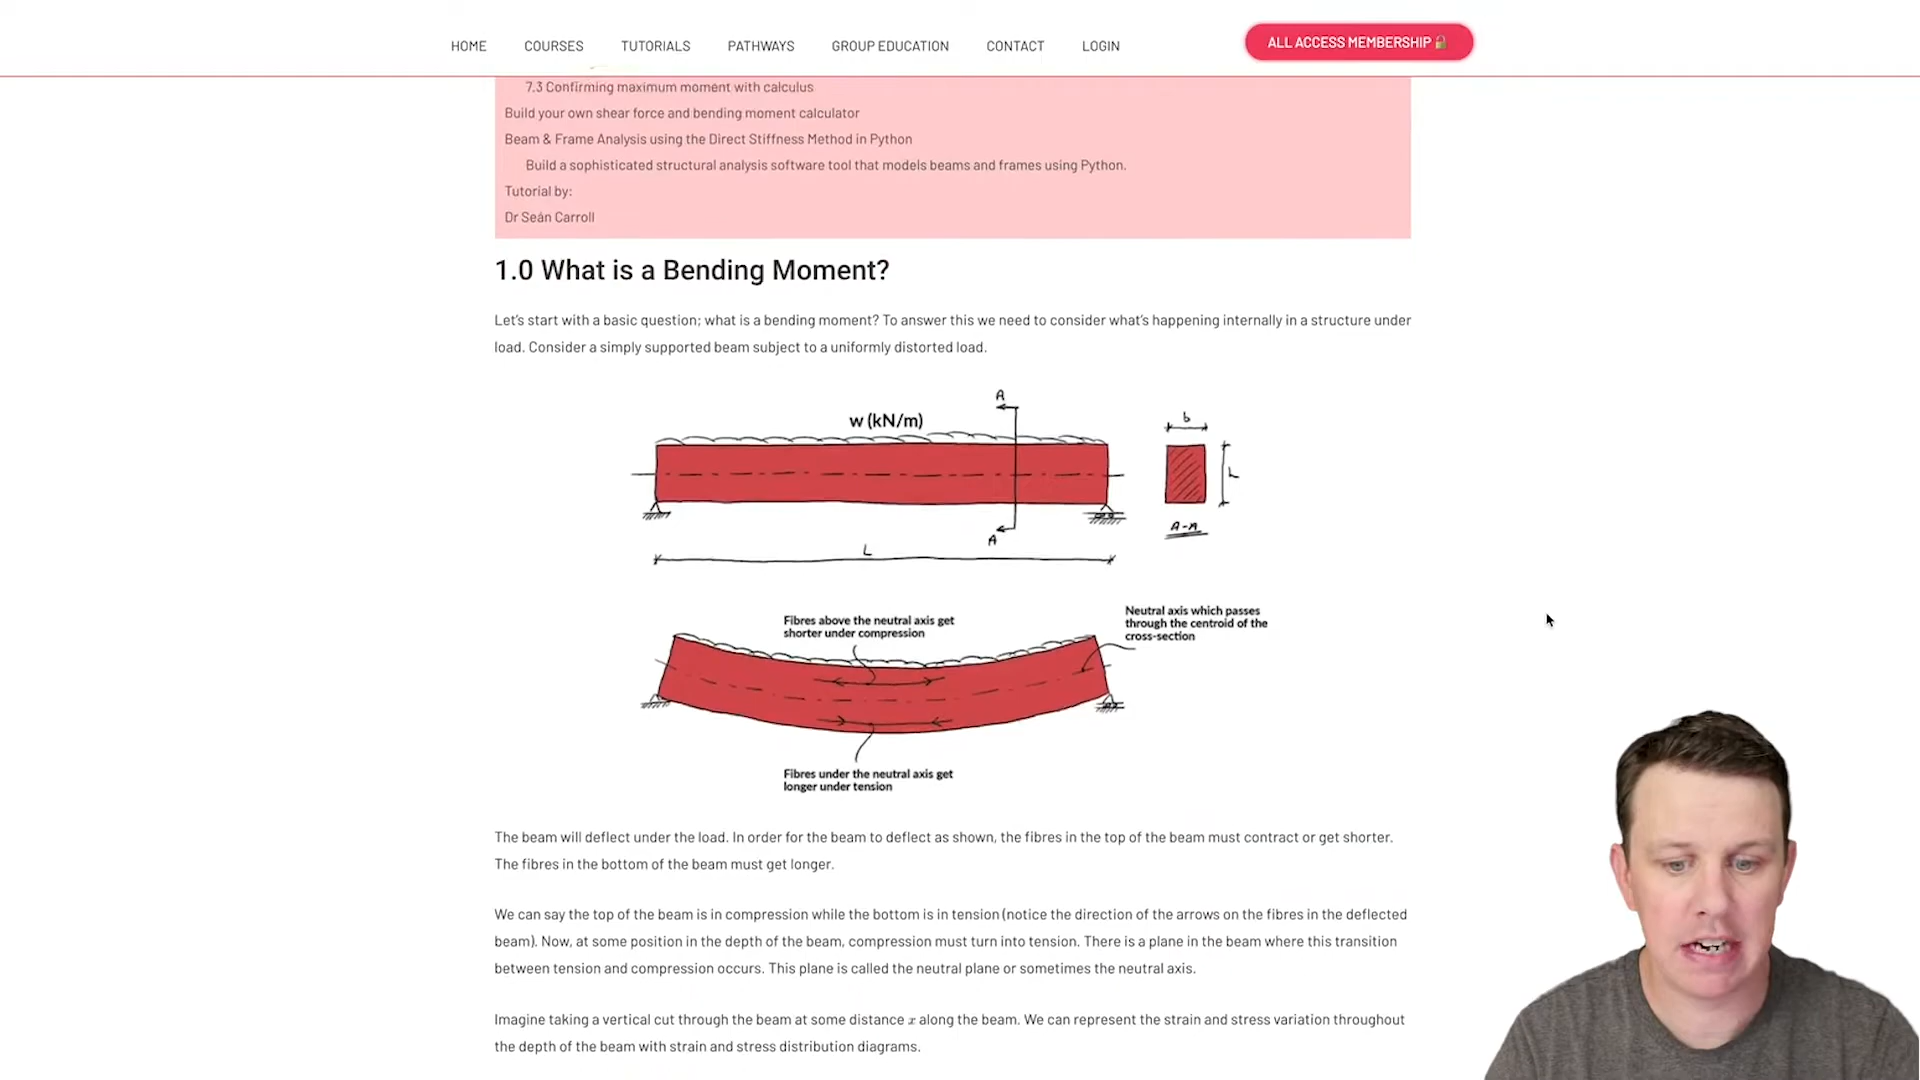 HOME COURSES TUTORIALS PATHWAYS GROUP EDUCATION CONTACT LOGIN ALL ACCESS MEMBERSHIP
7.3 Confirming maximum moment with calculus
Build your own shear force and bending moment calculator
Beam & Frame Analysis using the Direct Stiffness Method in Python
Build a sophisticated structural analysis software tool that models beams and frames using Python.
Tutorial by:
Dr Seán Carroll
1.0 What is a Bending Moment?
Let's start with a basic question; what is a bending moment? To answer this we need to consider what's happening internally in a structure under
load. Consider a simply supported beam subject to a uniformly distorted load.
A
w (kN/m)
b
h
A-A
A
L
Fibres above the neutral axis get
shorter under compression
Neutral axis which passes
through the centroid of the
cross-section
Fibres under the neutral axis get
longer under tension
The beam will deflect under the load. In order for the beam to deflect as shown, the fibres in the top of the beam must contract or get shorter.
The fibres in the bottom of the beam must get longer.
We can say the top of the beam is in compression while the bottom is in tension (notice the direction of the arrows on the fibres in the deflected
beam). Now, at some position in the depth of the beam, compression must turn into tension. There is a plane in the beam where this transition
between tension and compression occurs. This plane is called the neutral plane or sometimes the neutral axis.
Imagine taking a vertical cut through the beam at some distance x along the beam. We can represent the strain and stress variation throughout
the depth of the beam with strain and stress distribution diagrams.